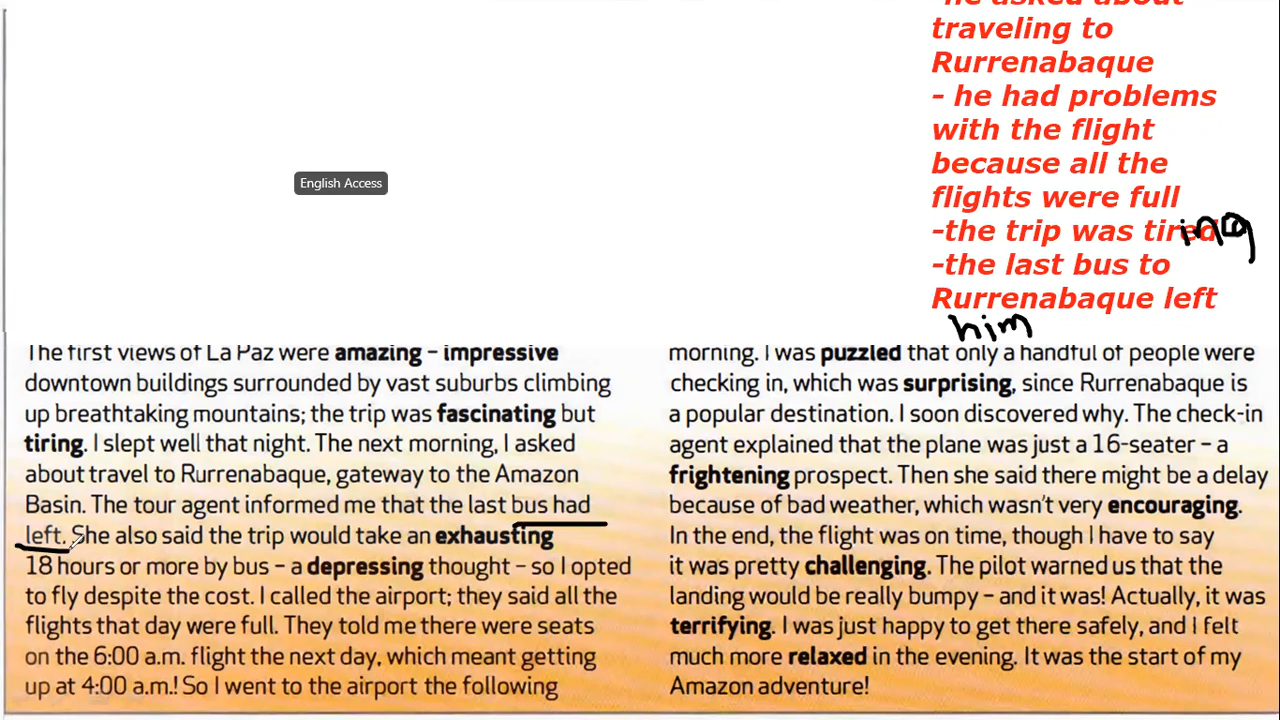 -he asked about
traveling to
Rurrenabaque
- he had problems
with the flight
because all the
flights were full
-the trip was tired
ing
-the last bus to
Rurrenabaque left
him
English Access
The first views of La Paz were amazing – impressive
downtown buildings surrounded by vast suburbs climbing
up breathtaking mountains; the trip was fascinating but
tiring. I slept well that night. The next morning, I asked
about travel to Rurrenabaque, gateway to the Amazon
Basin. The tour agent informed me that the last bus had
left. She also said the trip would take an exhausting
18 hours or more by bus – a depressing thought – so I opted
to fly despite the cost. I called the airport; they said all the
flights that day were full. They told me there were seats
on the 6:00 a.m. flight the next day, which meant getting
up at 4:00 a.m.! So I went to the airport the following
morning. I was puzzled that only a handful of people were
checking in, which was surprising, since Rurrenabaque is
a popular destination. I soon discovered why. The check-in
agent explained that the plane was just a 16-seater – a
frightening prospect. Then she said there might be a delay
because of bad weather, which wasn't very encouraging.
In the end, the flight was on time, though I have to say
it was pretty challenging. The pilot warned us that the
landing would be really bumpy – and it was! Actually, it was
terrifying. I was just happy to get there safely, and I felt
much more relaxed in the evening. It was the start of my
Amazon adventure!